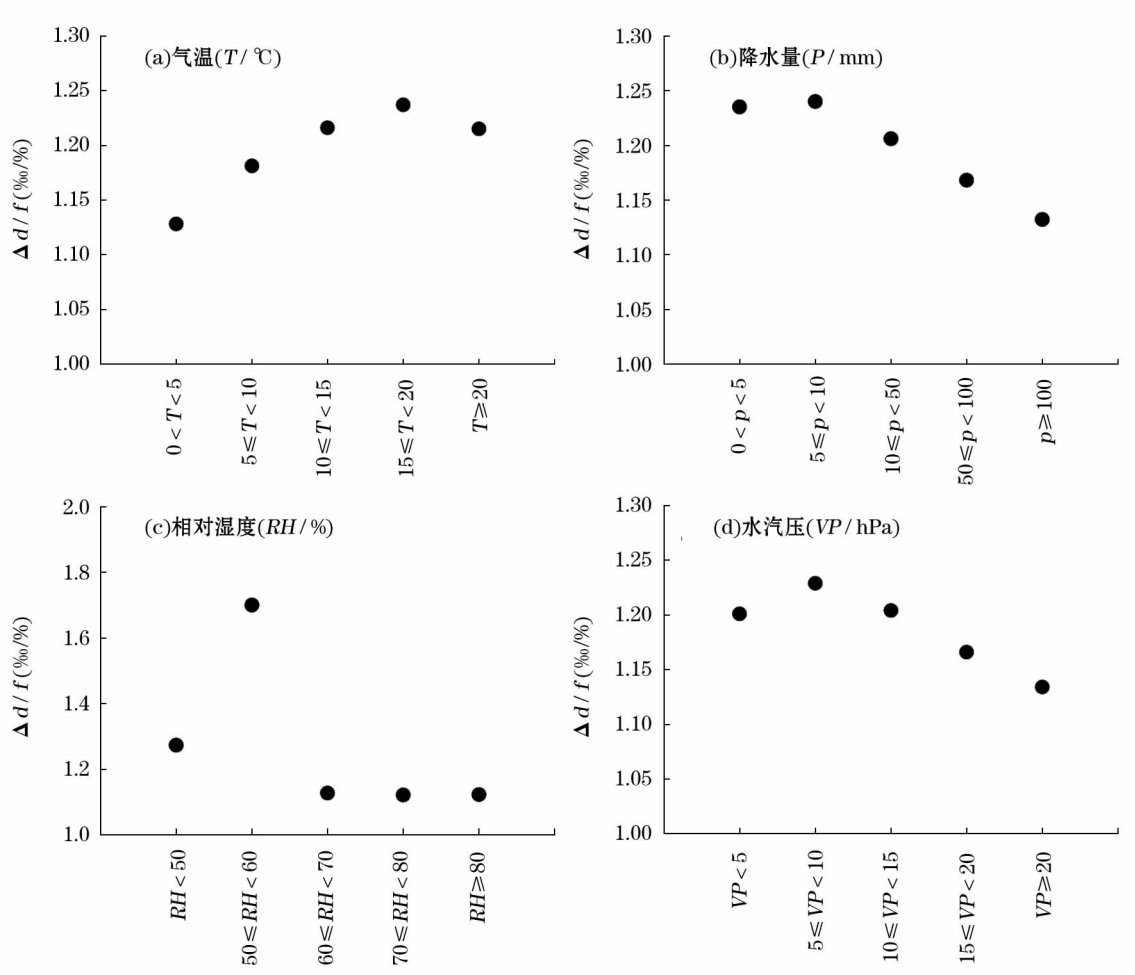 (a)气温(T/℃)
1.30
1.25
1.20
1.15
1.10
1.05
1.00
Δd/f(‰/%)
0<T<5
5≤T<10
10≤T<15
15≤T<20
T≥20
(b)降水量(P/mm)
1.30
1.25
1.20
1.15
1.10
1.05
1.00
Δd/f(‰/%)
0<p<5
5≤p<10
10≤p<50
50≤p<100
p≥100
(c)相对湿度(RH/%)
2.0
1.8
1.6
1.4
1.2
1.0
Δd/f(‰/%)
RH<50
50≤RH<60
60≤RH<70
70≤RH<80
RH≥80
(d)水汽压(VP/hPa)
1.30
1.25
1.20
1.15
1.10
1.05
1.00
Δd/f(‰/%)
VP<5
5≤VP<10
10≤VP<15
15≤VP<20
VP≥20